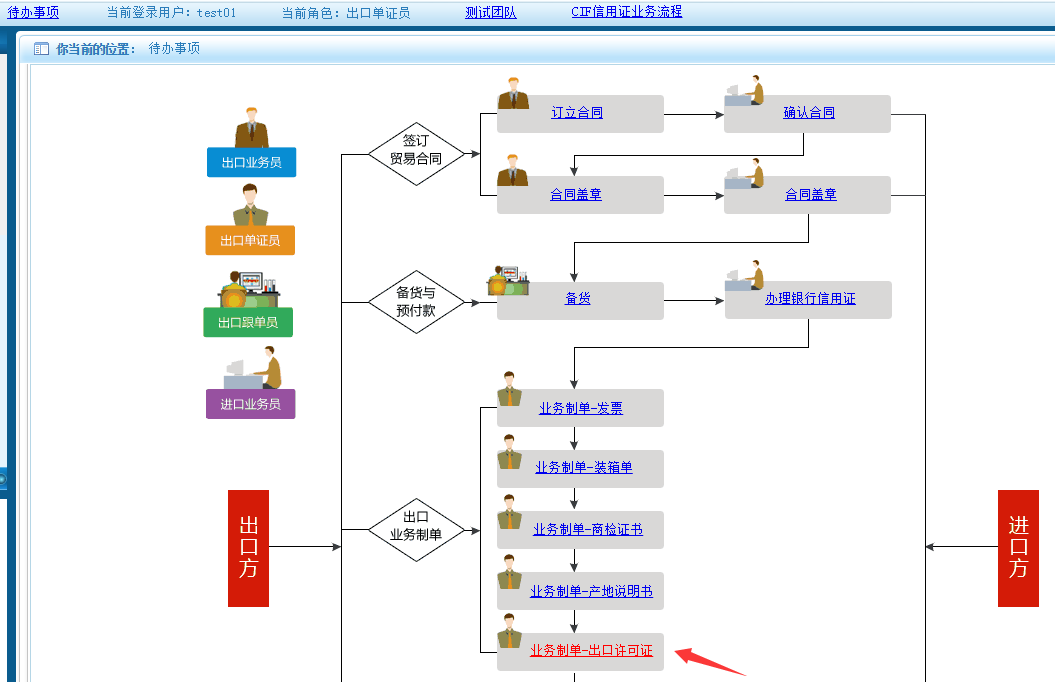 待办事项 当前登录用户：test01 当前角色：出口单证员 测试团队 CIF信用证业务流程
你当前的位置： 待办事项
出口业务员
出口单证员
出口跟单员
进口业务员
出口方
签订
贸易合同
订立合同 确认合同
合同盖章 合同盖章
备货与
预付款
备货 办理银行信用证
出口
业务制单
业务制单-发票
业务制单-装箱单
业务制单-商检证书
业务制单-产地说明书
业务制单-出口许可证
进口方